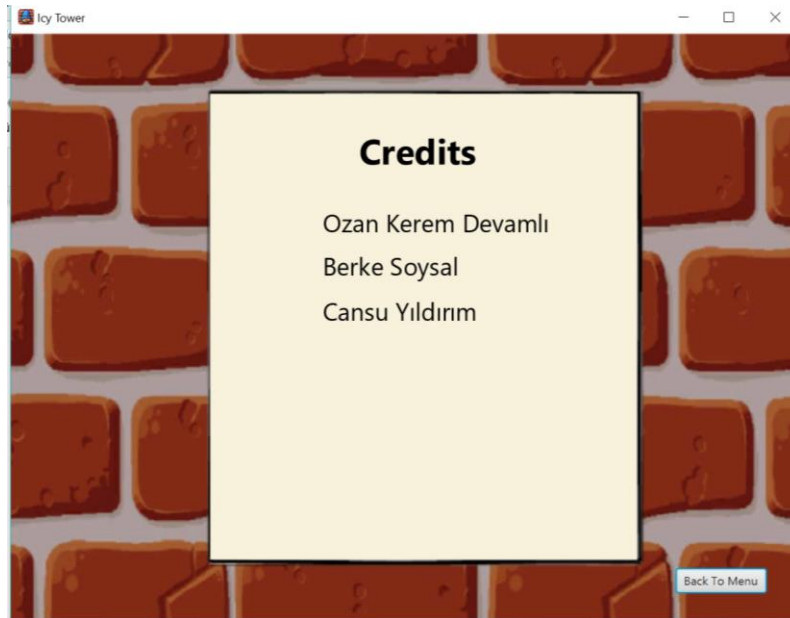 Icy Tower
Credits
Ozan Kerem Devamlı
Berke Soysal
Cansu Yıldırım
Back To Menu